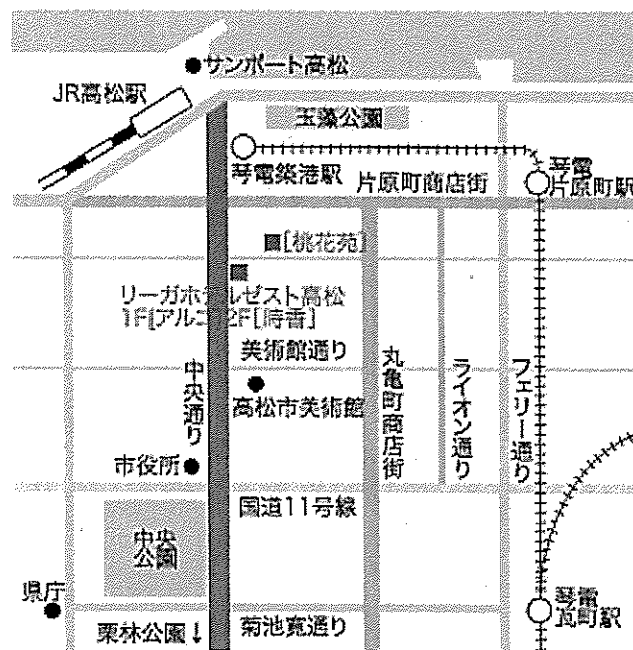 サンポート高松
JR高松駅
玉藻公園
琴電築港駅
片原町商店街
琴電
片原町駅
[桃花苑]
リーガホテルゼスト高松
1F[アルコ]2F[時香]
美術館通り
中央通り
高松市美術館
丸亀町商店街
ライオン通り
フェリー通り
市役所
国道11号線
中央
公園
県庁
琴電
瓦町駅
栗林公園↓
菊池寛通り